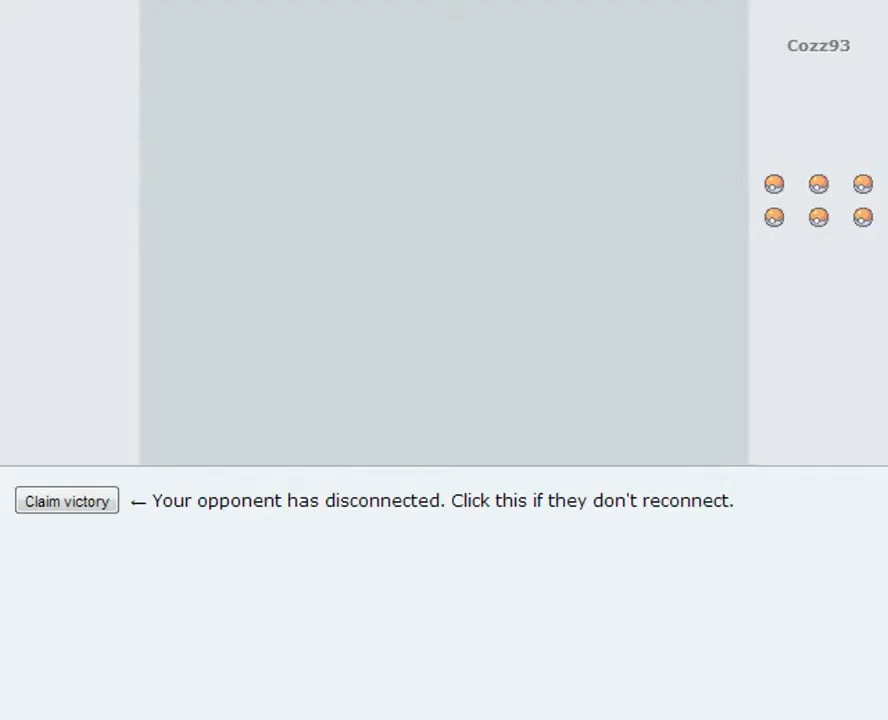 Cozz93
Claim victory ← Your opponent has disconnected. Click this if they don't reconnect.